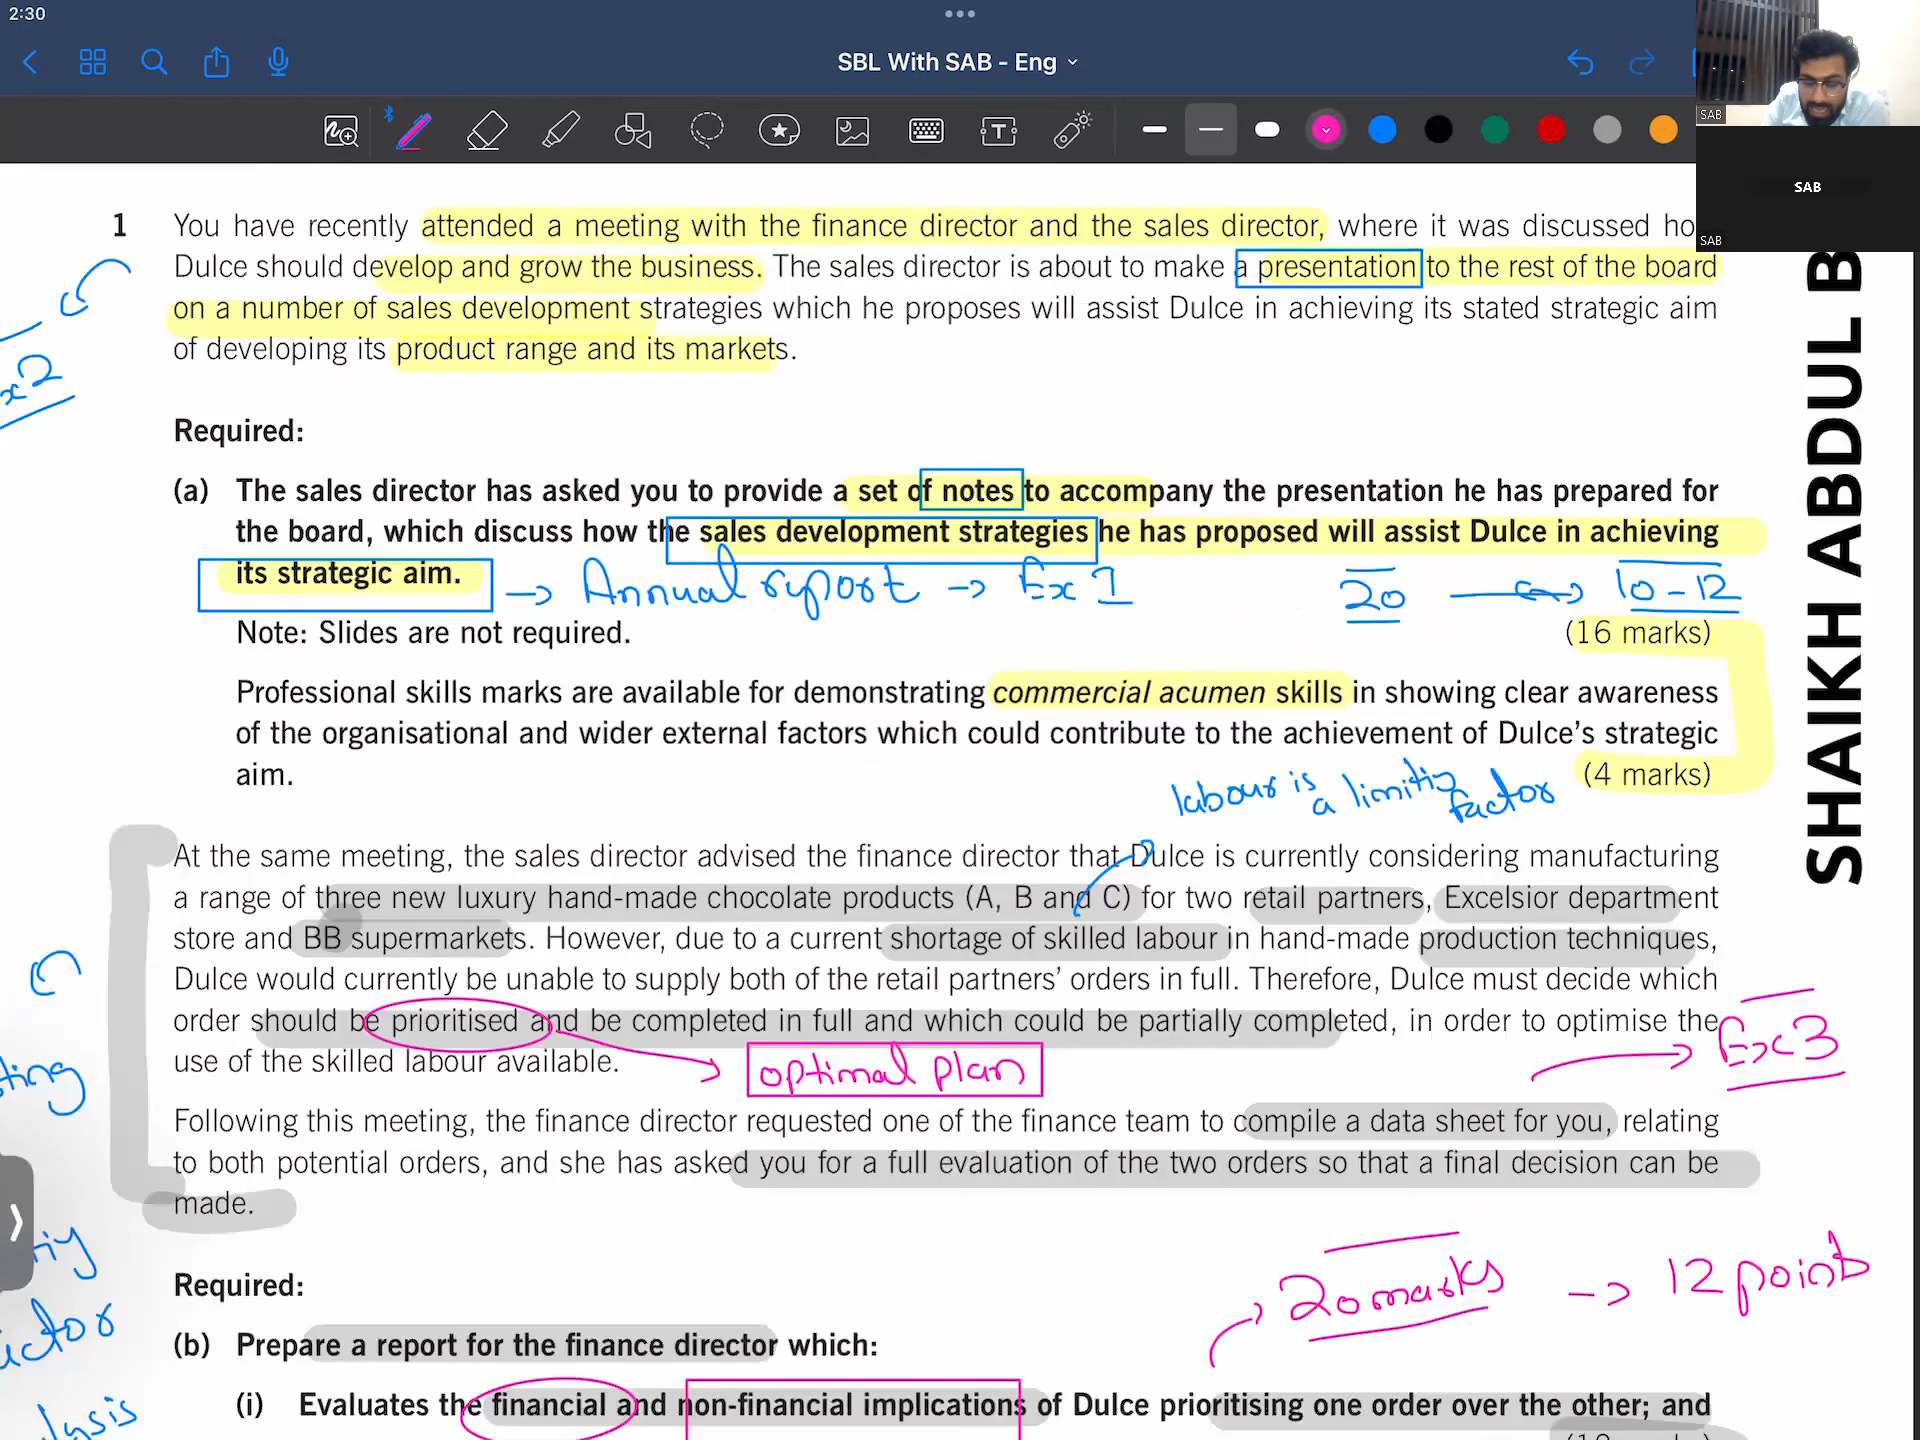 2:30
SBL With SAB - Eng
SAB
SAB
SAB
T
SHAIKH ABDUL B
1 You have recently attended a meeting with the finance director and the sales director, where it was discussed ho
Dulce should develop and grow the business. The sales director is about to make a presentation to the rest of the board
on a number of sales development strategies which he proposes will assist Dulce in achieving its stated strategic aim
of developing its product range and its markets.
x2
Required:
(a) The sales director has asked you to provide a set of notes to accompany the presentation he has prepared for
the board, which discuss how the sales development strategies he has proposed will assist Dulce in achieving
its strategic aim.
→ Annual report → Ex 1
20 10-12
Note: Slides are not required. (16 marks)
Professional skills marks are available for demonstrating commercial acumen skills in showing clear awareness
of the organisational and wider external factors which could contribute to the achievement of Dulce's strategic
aim. (4 marks)
labour is a limiting factor
At the same meeting, the sales director advised the finance director that Dulce is currently considering manufacturing
a range of three new luxury hand-made chocolate products (A, B and C) for two retail partners, Excelsior department
store and BB supermarkets. However, due to a current shortage of skilled labour in hand-made production techniques,
Dulce would currently be unable to supply both of the retail partners' orders in full. Therefore, Dulce must decide which
order should be prioritised and be completed in full and which could be partially completed, in order to optimise the
use of the skilled labour available.
optimal plan
Ex 3
ting
Following this meeting, the finance director requested one of the finance team to compile a data sheet for you, relating
to both potential orders, and she has asked you for a full evaluation of the two orders so that a final decision can be
made.
Required:
20 marks → 12 point
(b) Prepare a report for the finance director which:
(i) Evaluates the financial and non-financial implications of Dulce prioritising one order over the other; and
ctor
lysis